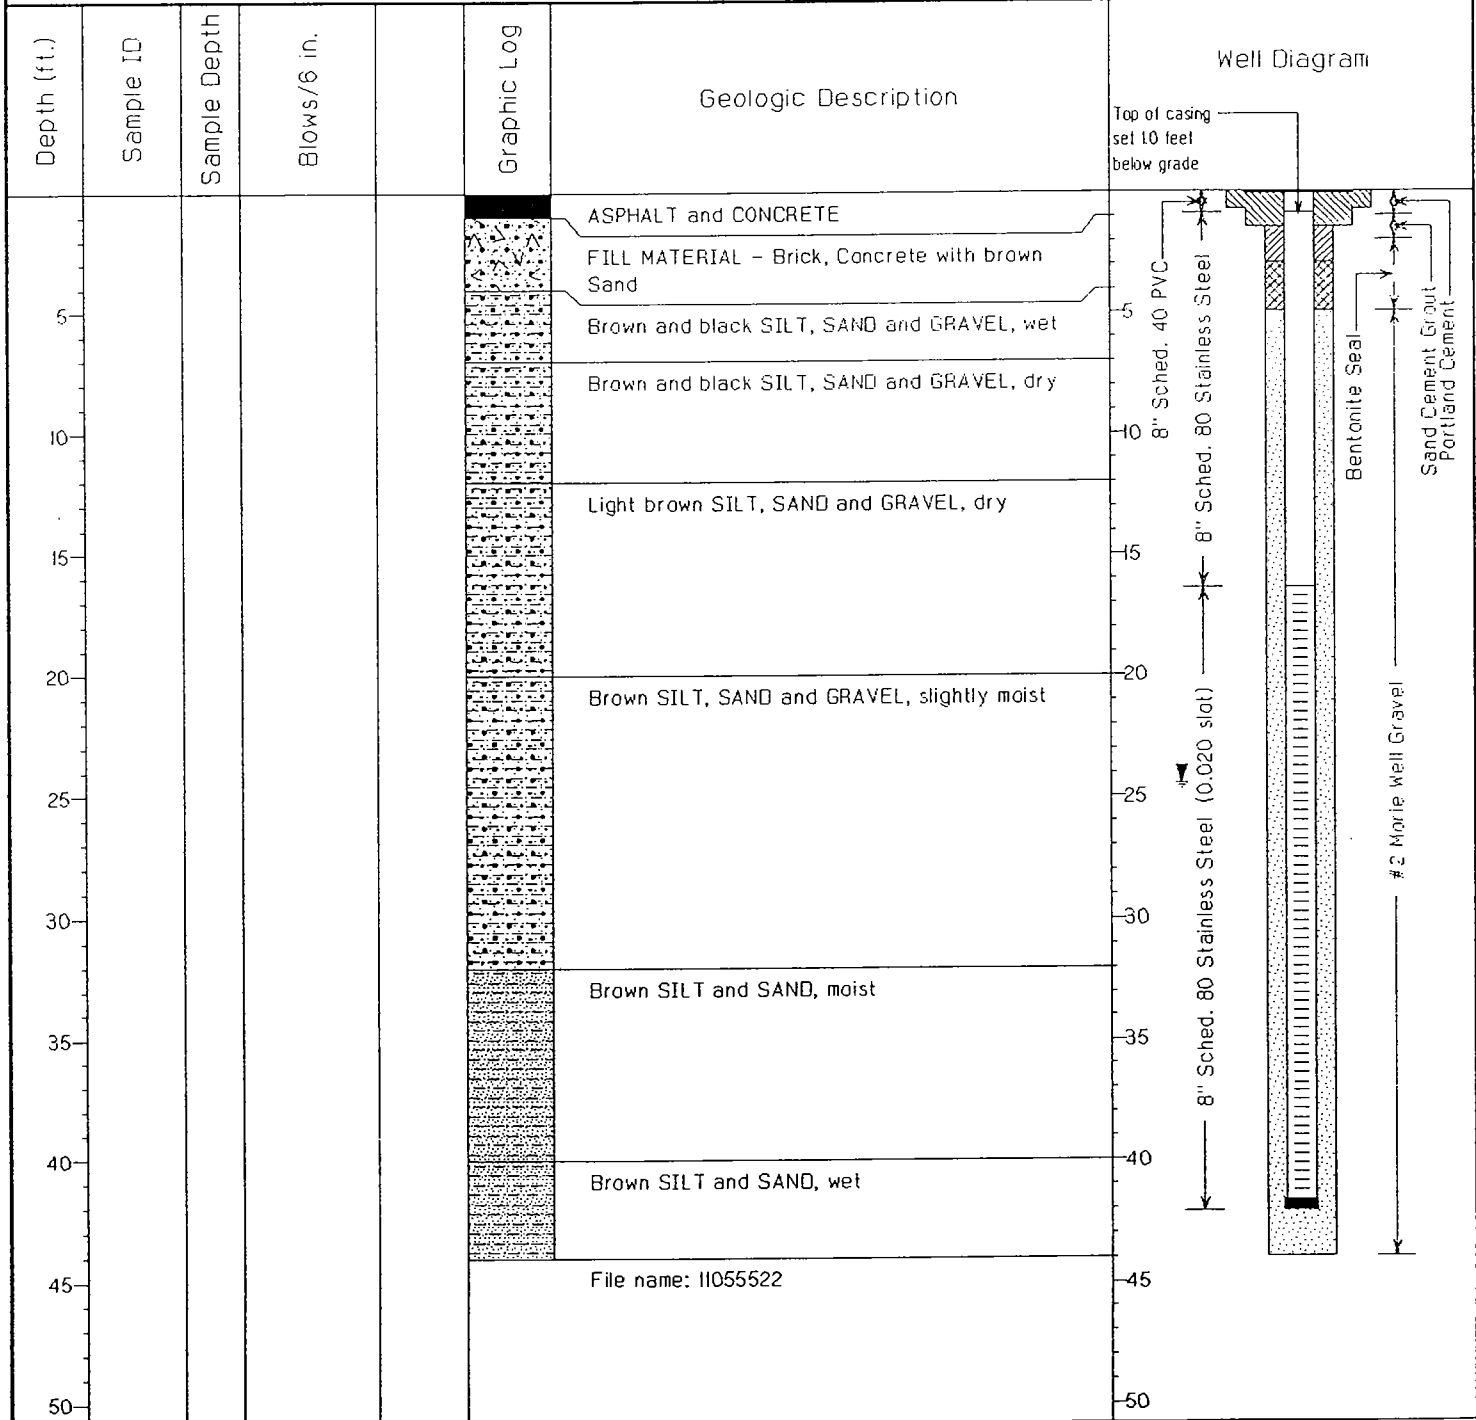 Depth (ft.)
Sample ID
Sample Depth
Blows/6 in.
Graphic Log
Geologic Description
Well Diagram
Top of casing
set 1.0 feet
below grade
ASPHALT and CONCRETE
FILL MATERIAL - Brick, Concrete with brown
Sand
Brown and black SILT, SAND and GRAVEL, wet
Brown and black SILT, SAND and GRAVEL, dry
Light brown SILT, SAND and GRAVEL, dry
Brown SILT, SAND and GRAVEL, slightly moist
Brown SILT and SAND, moist
Brown SILT and SAND, wet
File name: 11055522
5
10
15
20
25
30
35
40
45
50
5
10
15
20
25
30
35
40
45
50
8" Sched. 40 PVC
8" Sched. 80 Stainless Steel
8" Sched. 80 Stainless Steel (0.020 slot)
Bentonite Seal
#2 Morie Well Gravel
Sand Cement Grout
Portland Cement